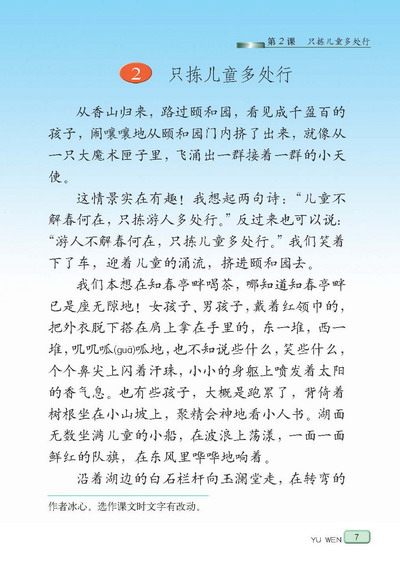 第2课 只拣儿童多处行
2 只拣儿童多处行
从香山归来，路过颐和园，看见成千盈百的
孩子，闹嚷嚷地从颐和园门内挤了出来，就像从
一只大魔术匣子里，飞涌出一群接着一群的小天
使。
这情景实在有趣！我想起两句诗：“儿童不
解春何在，只拣游人多处行。”反过来也可以说：
“游人不解春何在，只拣儿童多处行。”我们笑着
下了车，迎着儿童的涌流，挤进颐和园去。
我们本想在知春亭畔喝茶，哪知道知春亭畔
已是座无隙地！女孩子、男孩子，戴着红领巾的，
把外衣脱下搭在肩上拿在手里的，东一堆，西一
堆，叽叽呱(guā)呱地，也不知说些什么，笑些什么，
个个鼻尖上闪着汗珠，小小的身躯上喷发着太阳
的香气息。也有些孩子，大概是跑累了，背倚着
树根坐在小山坡上，聚精会神地看小人书。湖面
无数坐满儿童的小船，在波浪上荡漾，一面一面
鲜红的队旗，在东风里哗哗地响着。
沿着湖边的白石栏杆向玉澜堂走，在转弯的
作者冰心，选作课文时文字有改动。
YU WEN 7